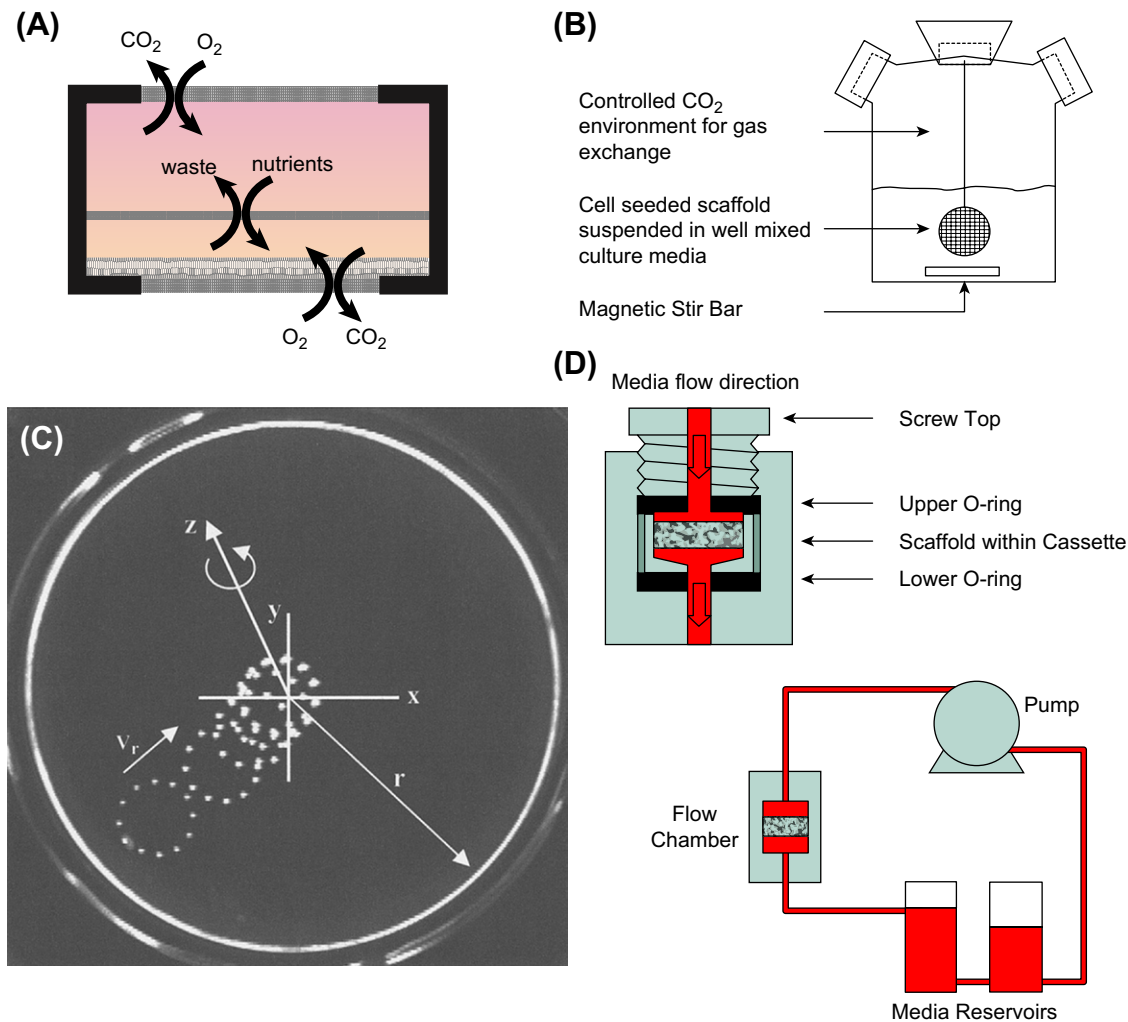 (A)
CO2
O2
waste
nutrients
O2
CO2
(B)
Controlled CO2
environment for gas
exchange
Cell seeded scaffold
suspended in well mixed
culture media
Magnetic Stir Bar
(C)
z
y
x
Vr
r
(D)
Media flow direction
Screw Top
Upper O-ring
Scaffold within Cassette
Lower O-ring
Pump
Flow
Chamber
Media Reservoirs